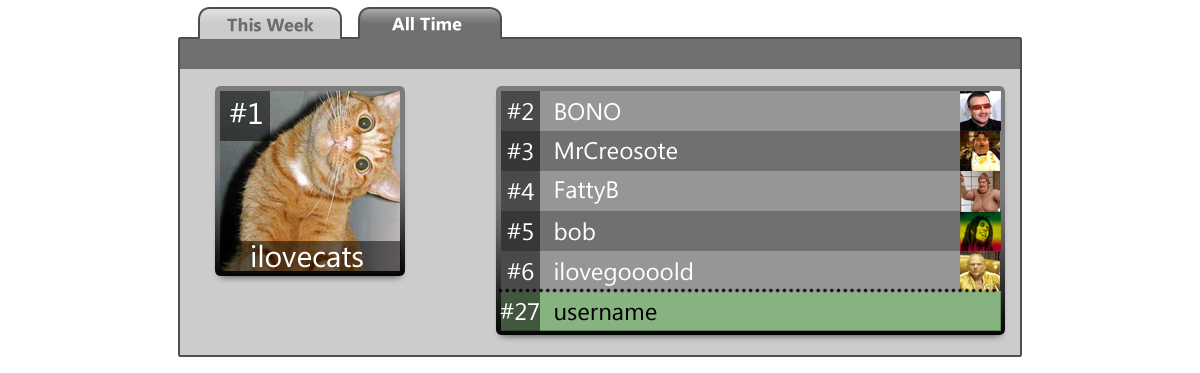 This Week
All Time
#1
ilovecats
#2 BONO
#3 MrCreosote
#4 FattyB
#5 bob
#6 ilovegoooold
#27 username